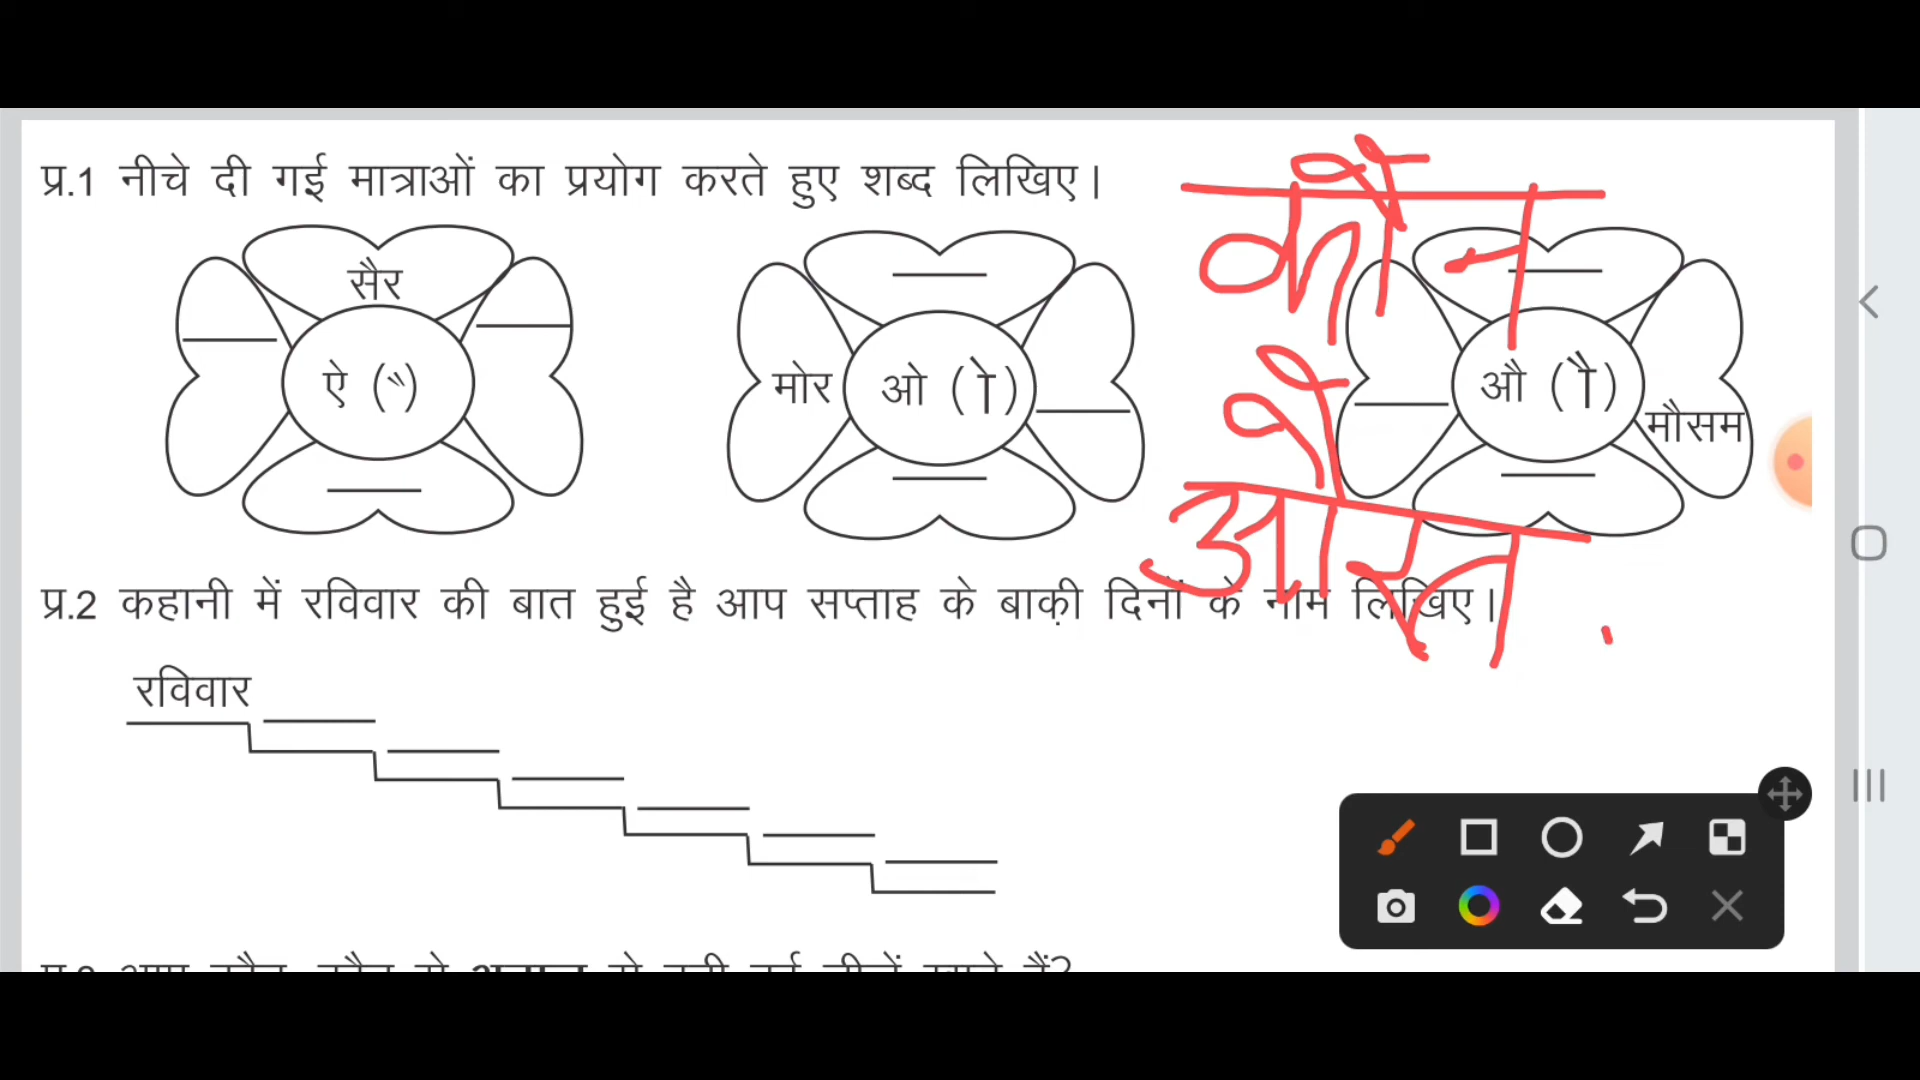 प्र.1 नीचे दी गई मात्राओं का प्रयोग करते हुए शब्द लिखिए।
कौन
सैर
ऐ (ै)
मोर ओ (ो)
औ (ौ)
मौसम
औरत
प्र.2 कहानी में रविवार की बात हुई है आप सप्ताह के बाक़ी दिनों के नाम लिखिए।
रविवार